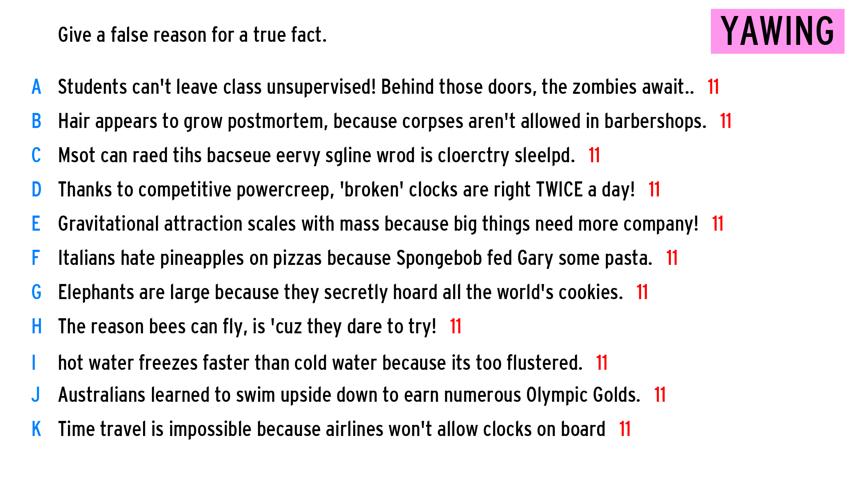 Give a false reason for a true fact.
YAWING
A Students can't leave class unsupervised! Behind those doors, the zombies await.. 11
B Hair appears to grow postmortem, because corpses aren't allowed in barbershops. 11
C Msot can raed tihs bacseue eervy sgline wrod is cloerctry sleelpd. 11
D Thanks to competitive powercreep, 'broken' clocks are right TWICE a day! 11
E Gravitational attraction scales with mass because big things need more company! 11
F Italians hate pineapples on pizzas because Spongebob fed Gary some pasta. 11
G Elephants are large because they secretly hoard all the world's cookies. 11
H The reason bees can fly, is 'cuz they dare to try! 11
I hot water freezes faster than cold water because its too flustered. 11
J Australians learned to swim upside down to earn numerous Olympic Golds. 11
K Time travel is impossible because airlines won't allow clocks on board 11